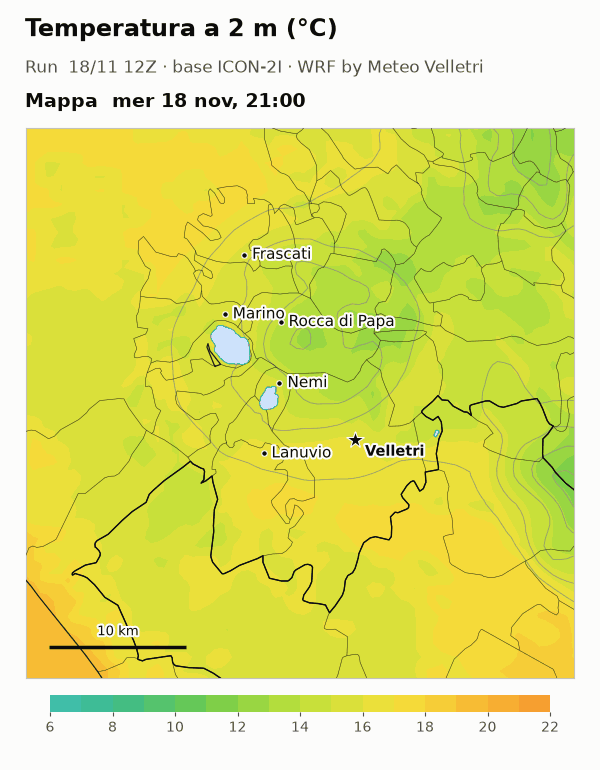 Temperatura a 2 m (°C)
Run  18/11 12Z · base ICON-2I · WRF by Meteo Velletri
Mappa  mer 18 nov, 21:00
Frascati
Marino
Rocca di Papa
Nemi
Velletri
Lanuvio
10 km
6 8 10 12 14 16 18 20 22